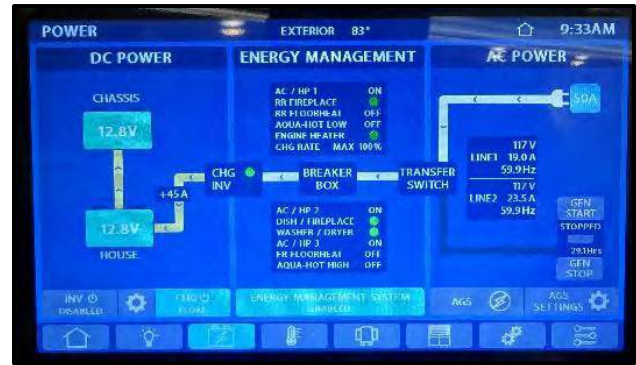 POWER
EXTERIOR 83°
9:33AM
DC POWER
ENERGY MANAGEMENT
AC POWER
CHASSIS
12.8V
+45A
12.8V
HOUSE
AC / HP 1 ON
RR FIREPLACE
RR FLOORHEAT OFF
AQUA-HOT LOW OFF
ENGINE HEATER
CHG RATE MAX 100%
CHG
INV
BREAKER
BOX
TRANSFER
SWITCH
AC / HP 2 ON
DISH / FIREPLACE
WASHER / DRYER
AC / HP 3 ON
FR FLOORHEAT OFF
AQUA-HOT HIGH OFF
50A
117 V
LINE1 19.0 A
59.9Hz
117 V
LINE2 23.5 A
59.9Hz
GEN
START
STOPPED
291Hrs
GEN
STOP
INV
DISABLED
CHG
FLOAT
ENERGY MANAGEMENT SYSTEM
ENABLED
AGS
AGS
SETTINGS